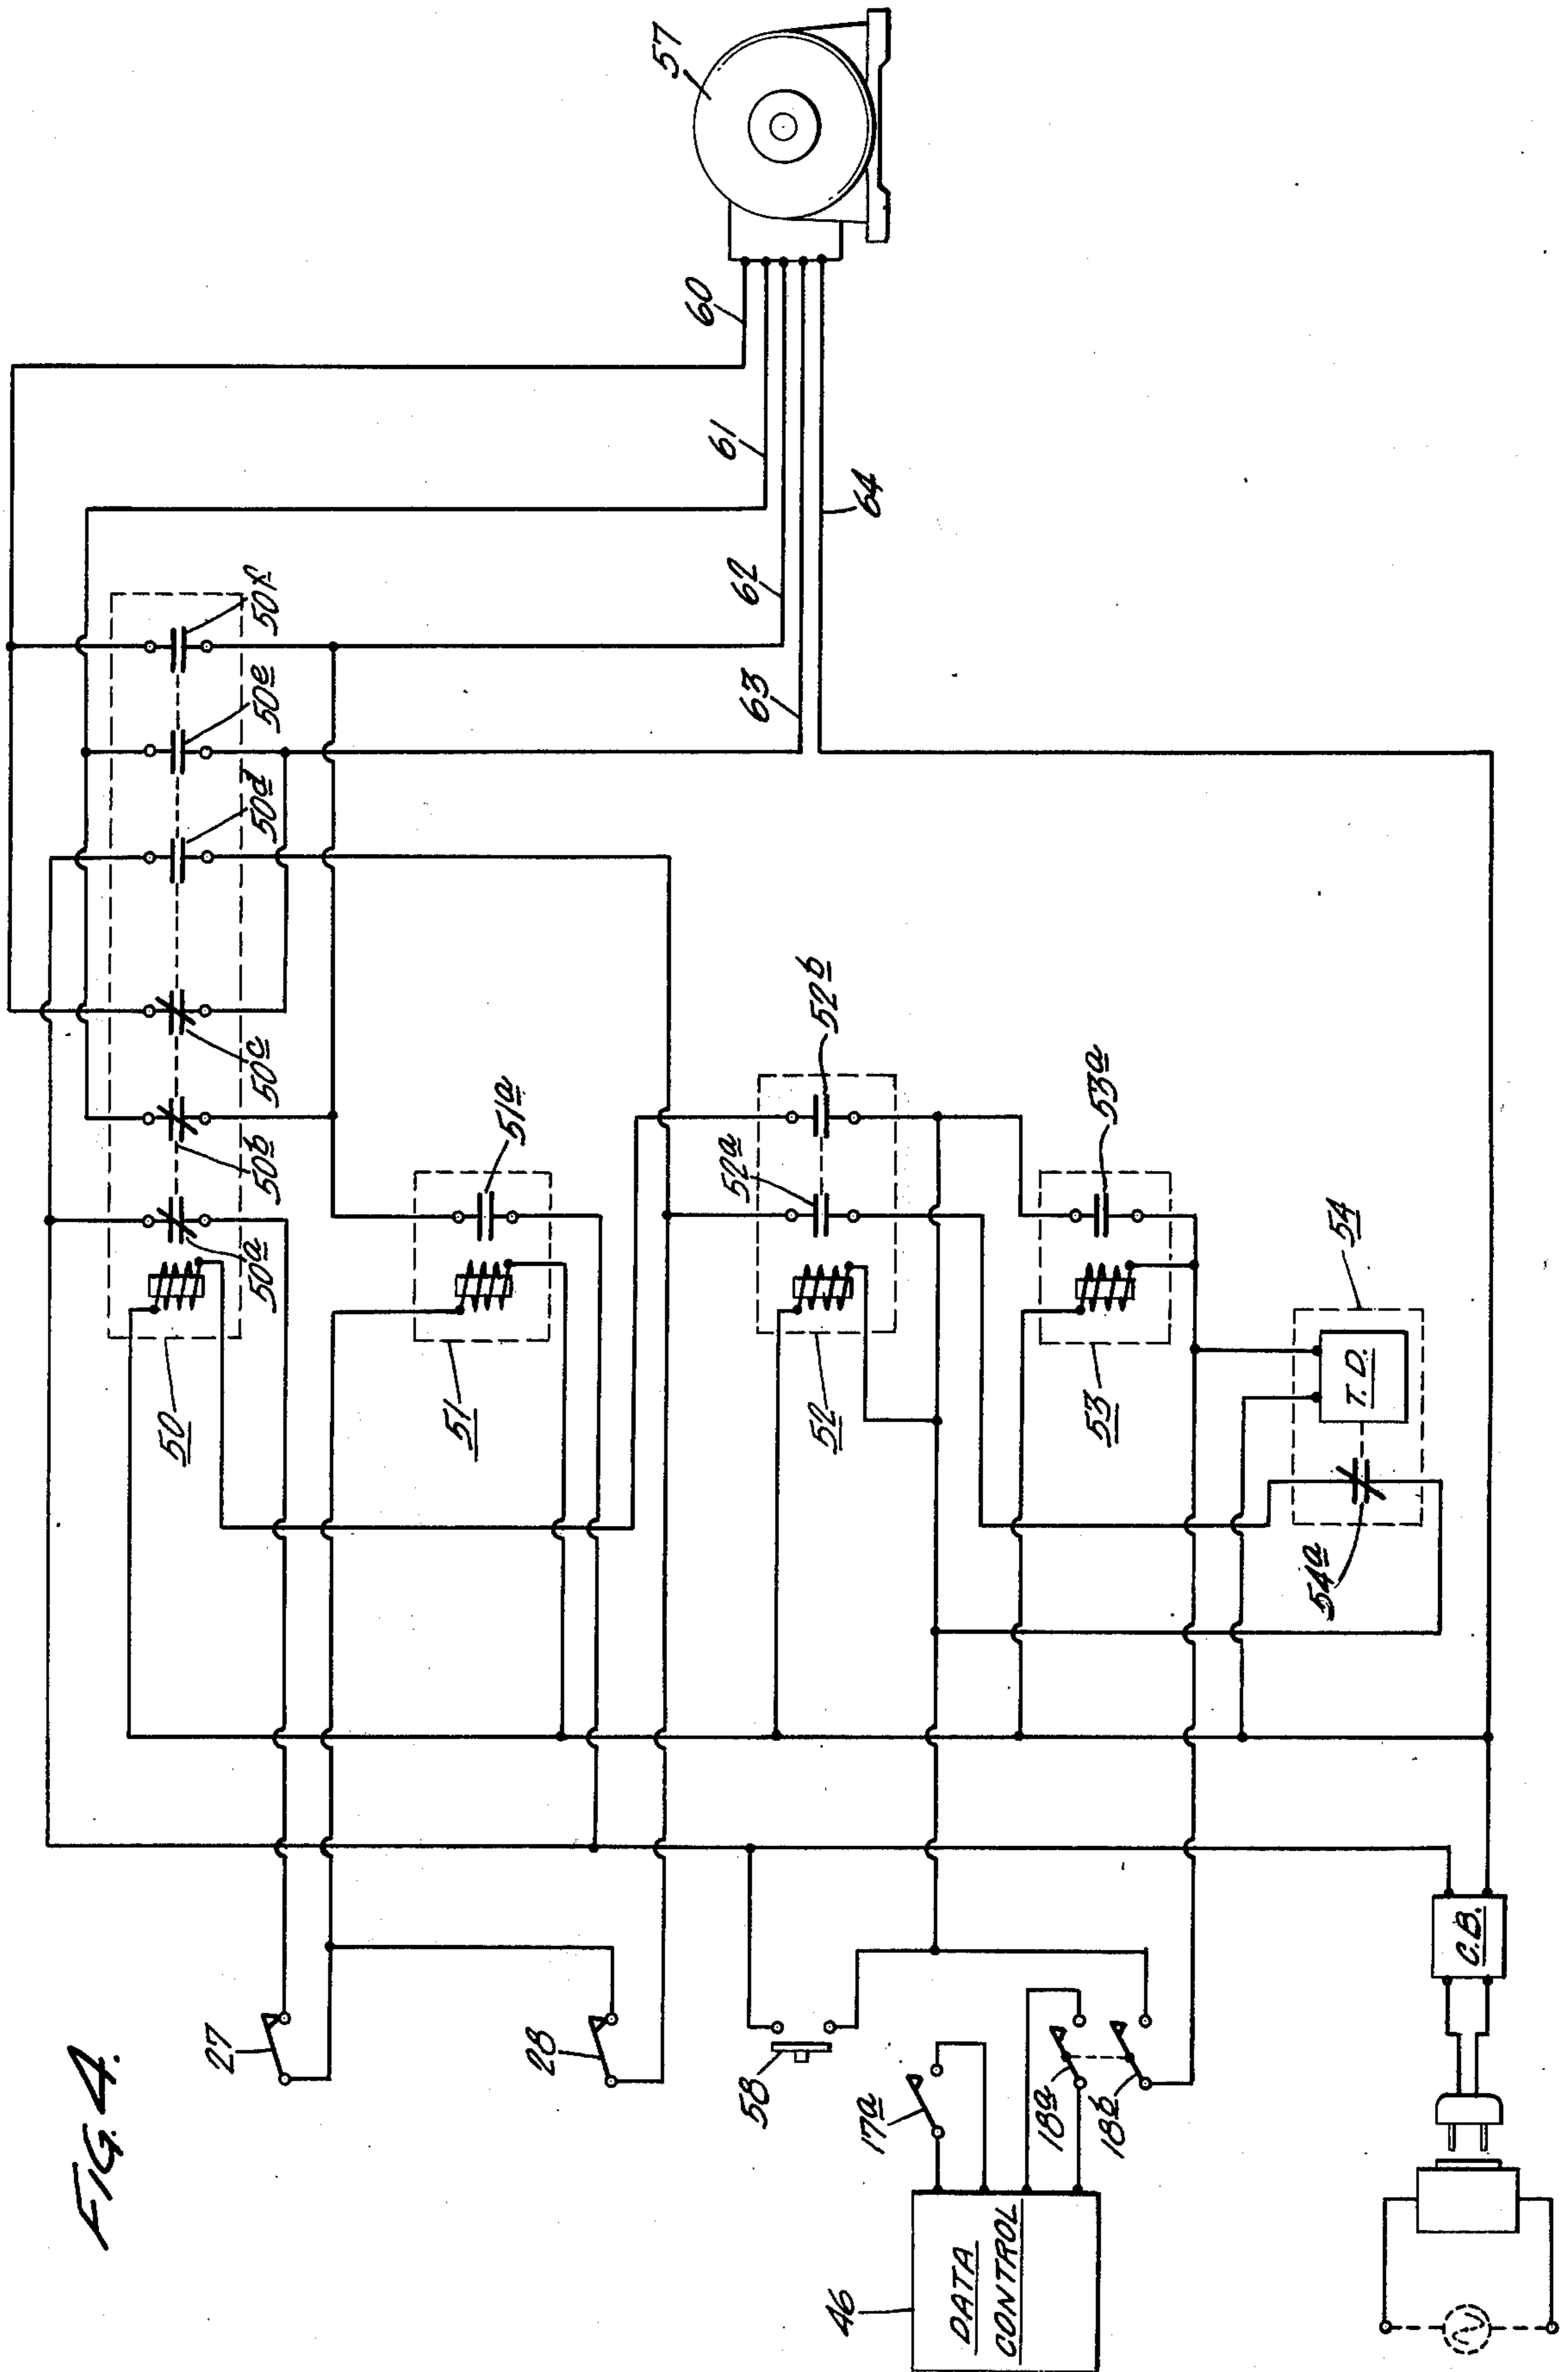 FIG. 4.
27
28
58
17a
18a
18b
46
DATA
CONTROL
C.B.
50
50a
50b
50c
50d
50e
50f
51
51a
52
52a
52b
53
53a
54
T.D.
54a
57
60
61
62
63
64